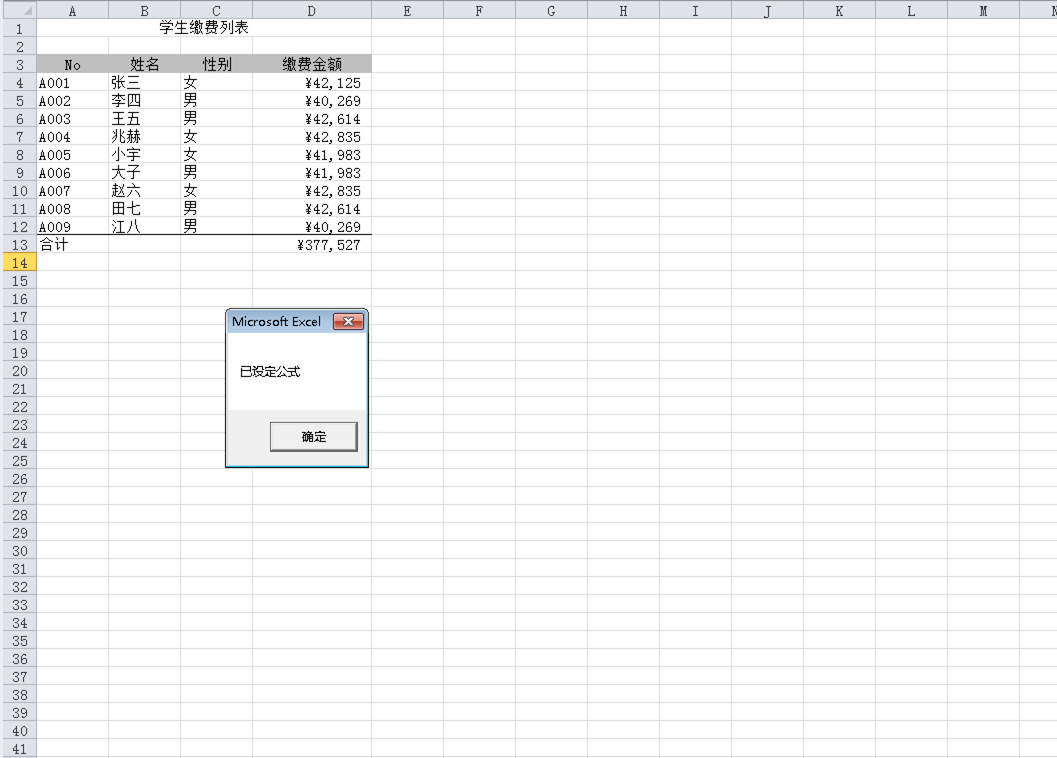 A B C D E F G H I J K L M N
1 学生缴费列表
2
3 No 姓名 性别 缴费金额
4 A001 张三 女 ¥42,125
5 A002 李四 男 ¥40,269
6 A003 王五 男 ¥42,614
7 A004 兆赫 女 ¥42,835
8 A005 小宇 女 ¥41,983
9 A006 大子 男 ¥41,983
10 A007 赵六 女 ¥42,835
11 A008 田七 男 ¥42,614
12 A009 江八 男 ¥40,269
13 合计 ¥377,527
14
15
16
17
Microsoft Excel
18
19
20
已设定公式
21
22
23
24
确定
25
26
27
28
29
30
31
32
33
34
35
36
37
38
39
40
41